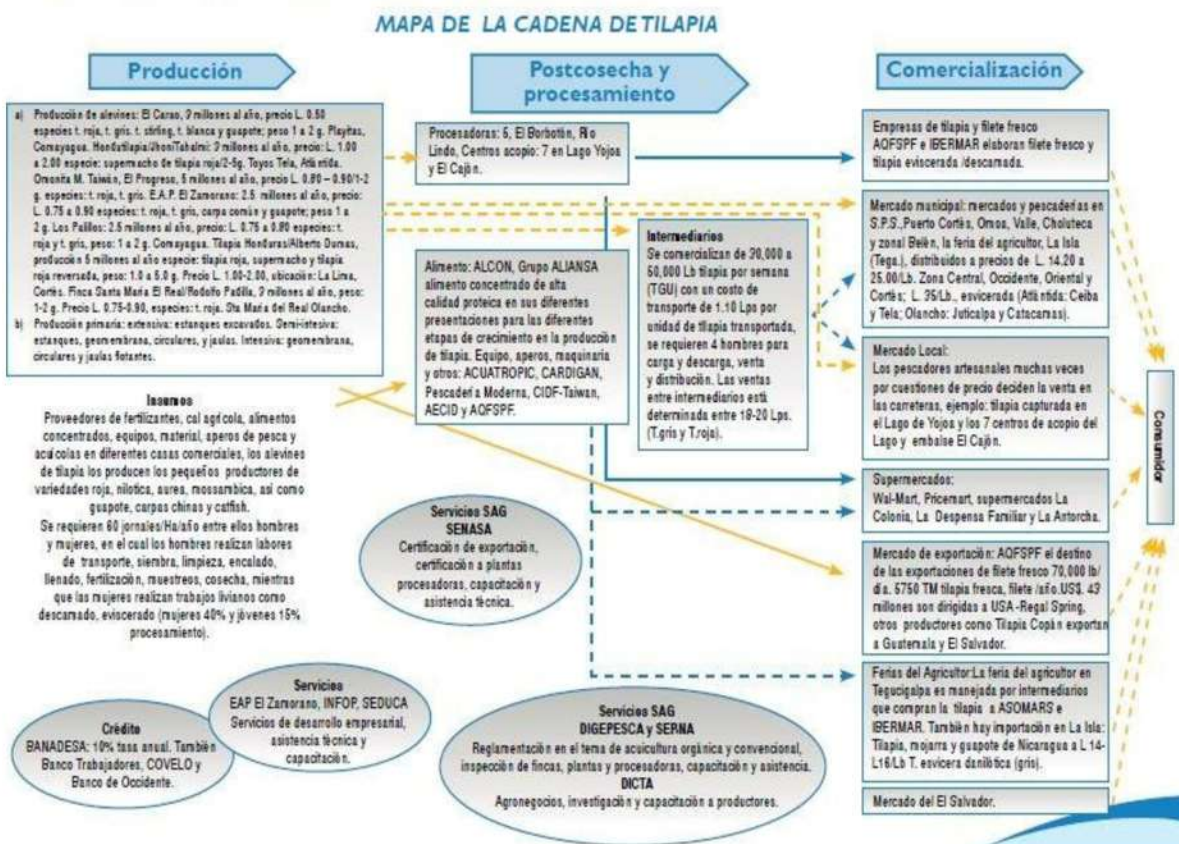 MAPA DE LA CADENA DE TILAPIA
Producción
a) Producción de alevines: El Carao, 3 millones al año, precio L. 0.50
especies t. roja, t. gris. t. stirling, t. blanca y guapote; peso 1 a 2 g. Playitas,
Comayagua. Hondutilapia/Jhon/Tahalmi: 3 millones al año, precio: L. 1.00
a 2.00 especie: supermacho de tilapia roja/2-5g. Toyos Tela, Atlántida.
Omonita M. Taiwán, El Progreso, 5 millones al año, precio L. 0.80 – 0.90/1-2
g. especies: t. roja, t. gris. E.A.P. El Zamorano: 2.5 millones al año, precio:
L. 0.75 a 0.90 especies: t. roja, t. gris, carpa común y guapote; peso 1 a
2 g. Los Palillos: 2.5 millones al año, precio: L. 0.75 a 0.80 especies: t.
roja y t. gris, peso: 1 a 2 g. Comayagua. Tilapia Honduras/Alberto Dumas,
producción 5 millones al año especie: tilapia roja, supermacho y tilapia
roja reversada, peso: 1.0 a 5.0 g. Precio L. 1.00-2.00, ubicación: La Lima,
Cortés. Finca Santa María El Real/Rodolfo Padilla, 3 millones al año, peso:
1-2 g. Precio L. 0.75-0.90, especies: t. roja. Sta María del Real Olancho.
b) Producción primaria: extensiva: estanques excavados. Semi-intesiva:
estanques, geomembrana, circulares, y jaulas. Intensiva: geomembrana,
circulares y jaulas flotantes.
Insumos
Proveedores de fertilizantes, cal agrícola, alimentos
concentrados, equipos, material, aperos de pesca y
acuícolas en diferentes casas comerciales, los alevines
de tilapia los producen los pequeños productores de
variedades roja, nilotica, aurea, mossambica, así como
guapote, carpas chinas y catfish.
Se requieren 60 jornales/Ha/año entre ellos hombres
y mujeres, en el cual los hombres realizan labores
de transporte, siembra, limpieza, encalado,
llenado, fertilización, muestreos, cosecha, mientras
que las mujeres realizan trabajos livianos como
descamado, eviscerado (mujeres 40% y jóvenes 15%
procesamiento).
Crédito
BANADESA: 10% tasa anual. También
Banco Trabajadores, COVELO y
Banco de Occidente.
Servicios
EAP El Zamorano, INFOP, SEDUCA
Servicios de desarrollo empresarial,
asistencia técnica y
capacitación.
Postcosecha y
procesamiento
Procesadoras: 5, El Borbotón, Rio
Lindo, Centros acopio: 7 en Lago Yojoa
y El Cajón.
Alimento: ALCON, Grupo ALIANSA
alimento concentrado de alta
calidad proteica en sus diferentes
presentaciones para las diferentes
etapas de crecimiento en la producción
de tilapia. Equipo, aperos, maquinaria
y otros: ACUATROPIC, CARDIGAN,
Pescadería Moderna, CIDF-Taiwan,
AECID y AQFSPF.
Intermediarios
Se comercializan de 30,000 a
50,000 Lb tilapia por semana
(TGU) con un costo de
transporte de 1.10 Lps por
unidad de tilapia transportada,
se requieren 4 hombres para
carga y descarga, venta
y distribución. Las ventas
entre intermediarios está
determinada entre 18-20 Lps.
(T.gris y T.roja).
Servicios SAG
SENASA
Certificación de exportación,
certificación a plantas
procesadoras, capacitación y
asistencia técnica.
Servicios SAG
DIGEPESCA y SERNA
Reglamentación en el tema de acuicultura orgánica y convencional,
inspección de fincas, plantas y procesadoras, capacitación y asistencia.
DICTA
Agronegocios, investigación y capacitación a productores.
Comercialización
Empresas de tilapia y filete fresco
AQFSPF e IBERMAR elaboran filete fresco y
tilapia eviscerada /descamada.
Mercado municipal: mercados y pescaderías en
S.P.S.,Puerto Cortés, Omoa, Valle, Choluteca
y zonal Belén, la feria del agricultor, La Isla
(Tega.), distribuidos a precios de L. 14.20 a
25.00/Lb. Zona Central, Occidente, Oriental y
Cortés; L. 35/Lb., esvicerada (Atlántida: Ceiba
y Tela; Olancho: Juticalpa y Catacamas).
Mercado Local:
Los pescadores artesanales muchas veces
por cuestiones de precio deciden la venta en
las carreteras, ejemplo: tilapia capturada en
el Lago de Yojoa y los 7 centros de acopio del
Lago y embalse El Cajón.
Supermercados:
Wal-Mart, Pricemart, supermercados La
Colonia, La Despensa Familiar y La Antorcha.
Mercado de exportación: AQFSPF el destino
de las exportaciones de filete fresco 70,000 lb/
día. 5750 TM tilapia fresca, filete /año.US$. 43
millones son dirigidas a USA -Regal Spring,
otros productores como Tilapia Copán exportan
a Guatemala y El Salvador.
Ferias del Agricultor:La feria del agricultor en
Tegucigalpa es manejada por intermediarios
que compran la tilapia a ASOMARS e
IBERMAR. También hay importación en La Isla:
Tilapia, mojarra y guapote de Nicaragua a L 14-
L16/Lb T. esvicera danilótica (gris).
Mercado del El Salvador.
Consumidor